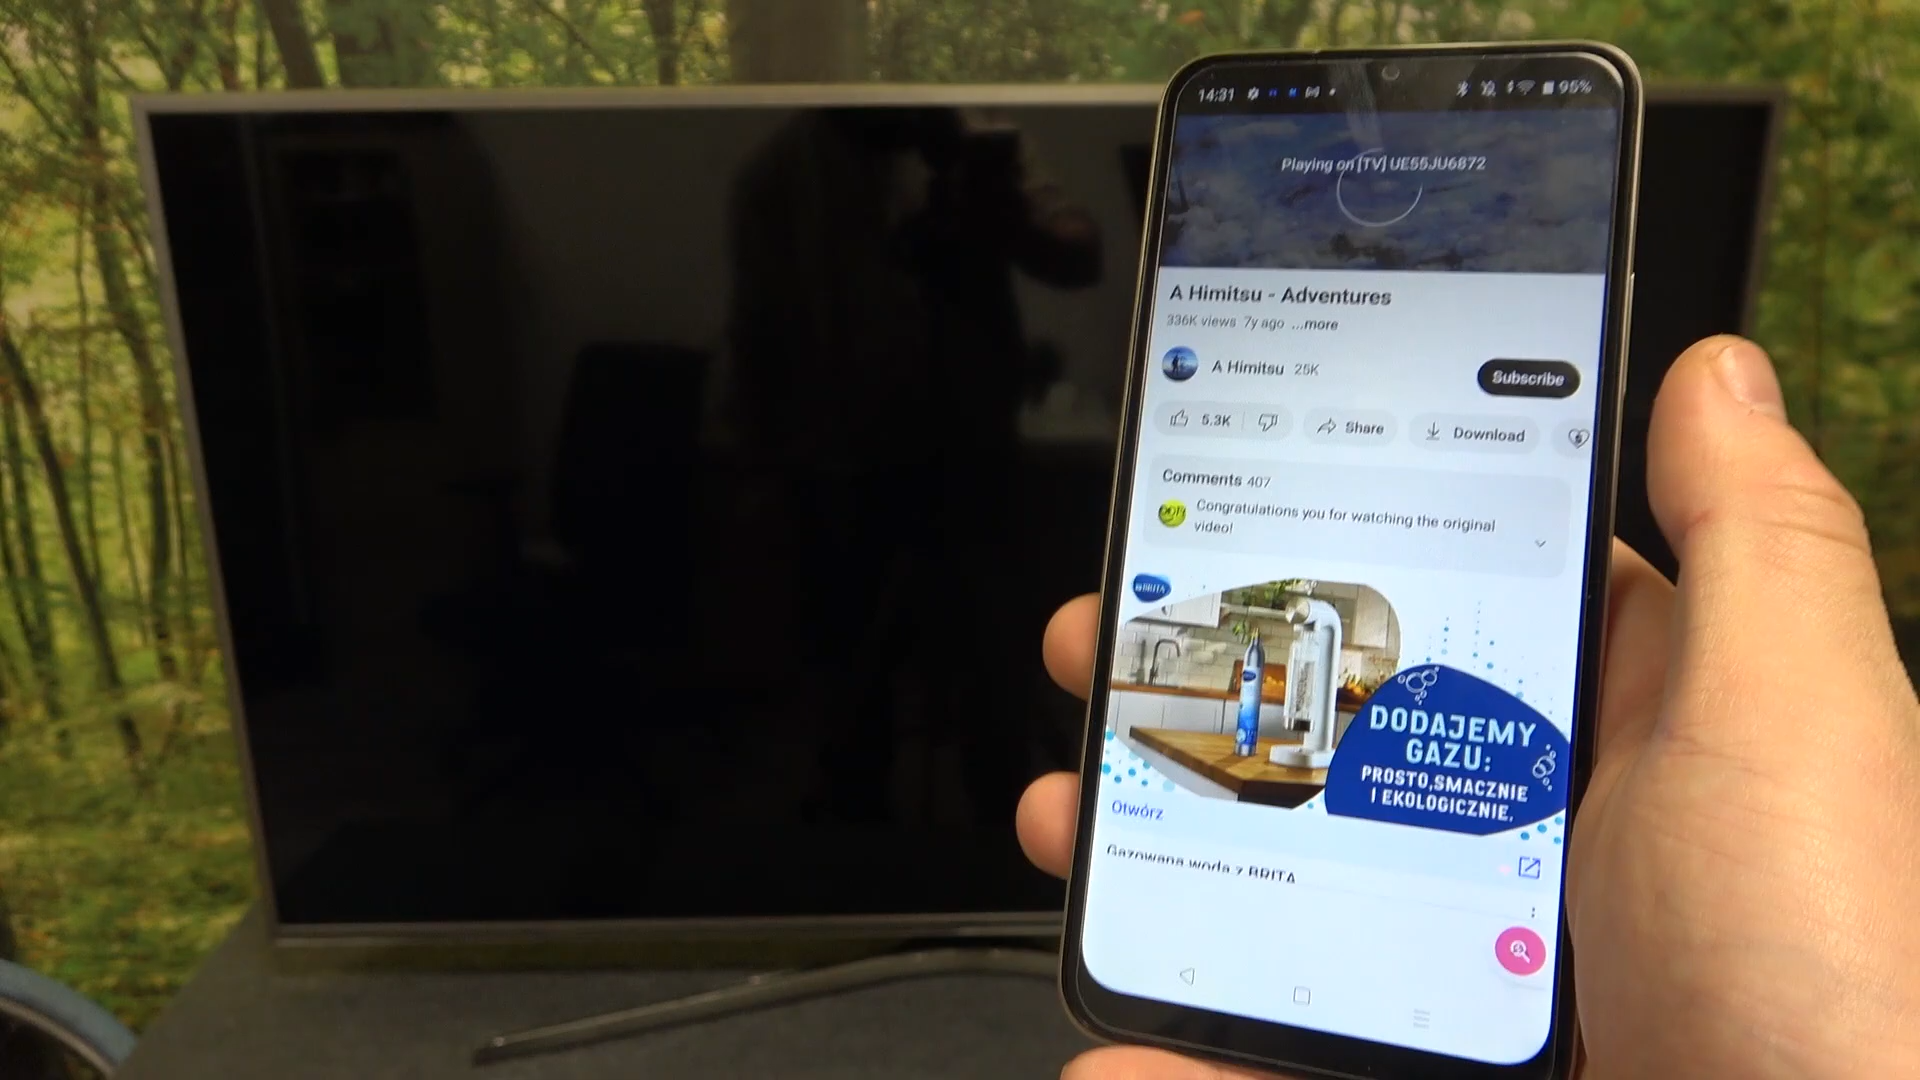 14:31
95%
Playing on [TV] UE55JU6872
A Himitsu - Adventures
336K views 7y ago ...more
A Himitsu 25K
Subscribe
5.3K
Share
Download
Comments 407
Congratulations you for watching the original
video!
BRITA
DODAJEMY
GAZU:
PROSTO, SMACZNIE
I EKOLOGICZNIE.
Otwórz
Gazowana woda z BRITA